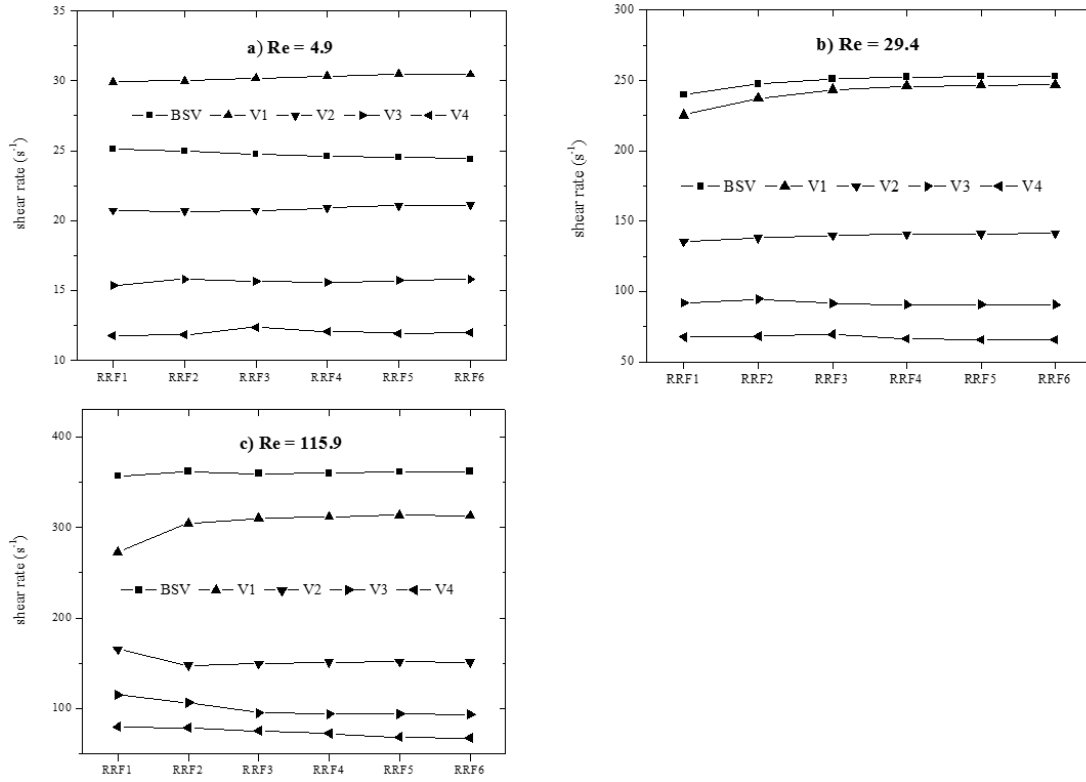 a) Re = 4.9
35
30
25
20
15
10
shear rate (s⁻¹)
BSV V1 V2 V3 V4
RRF1 RRF2 RRF3 RRF4 RRF5 RRF6
b) Re = 29.4
300
250
200
150
100
50
shear rate (s⁻¹)
BSV V1 V2 V3 V4
RRF1 RRF2 RRF3 RRF4 RRF5 RRF6
c) Re = 115.9
400
300
200
100
shear rate (s⁻¹)
BSV V1 V2 V3 V4
RRF1 RRF2 RRF3 RRF4 RRF5 RRF6